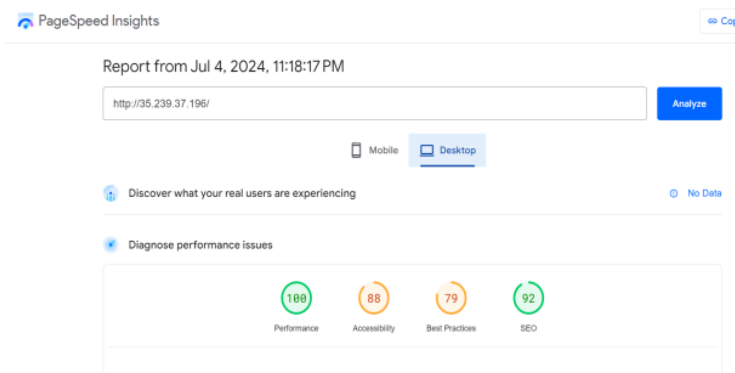 PageSpeed Insights
Cop
Report from Jul 4, 2024, 11:18:17 PM
http://35.239.37.196/
Analyze
Mobile
Desktop
Discover what your real users are experiencing
No Data
Diagnose performance issues
100 88 79 92
Performance Accessibility Best Practices SEO